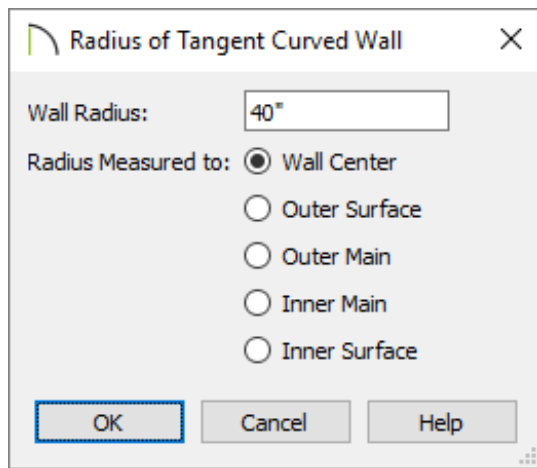 Radius of Tangent Curved Wall
Wall Radius: 40"
Radius Measured to: Wall Center
Outer Surface
Outer Main
Inner Main
Inner Surface
OK Cancel Help